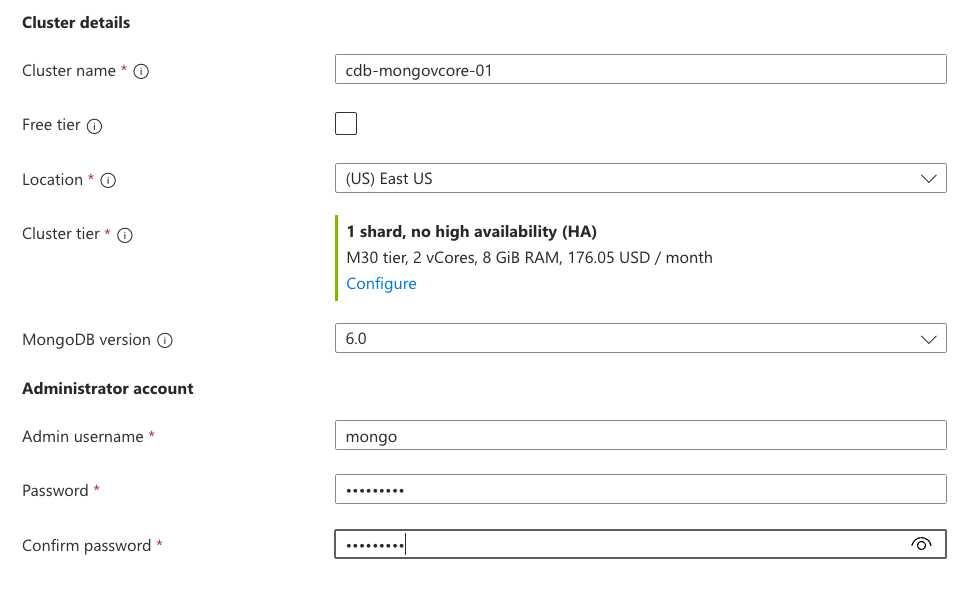 Cluster details
Cluster name *
cdb-mongovcore-01
Free tier
Location *
(US) East US
Cluster tier *
1 shard, no high availability (HA)
M30 tier, 2 vCores, 8 GiB RAM, 176.05 USD / month
Configure
MongoDB version
6.0
Administrator account
Admin username *
mongo
Password *
•••••••••
Confirm password *
•••••••••